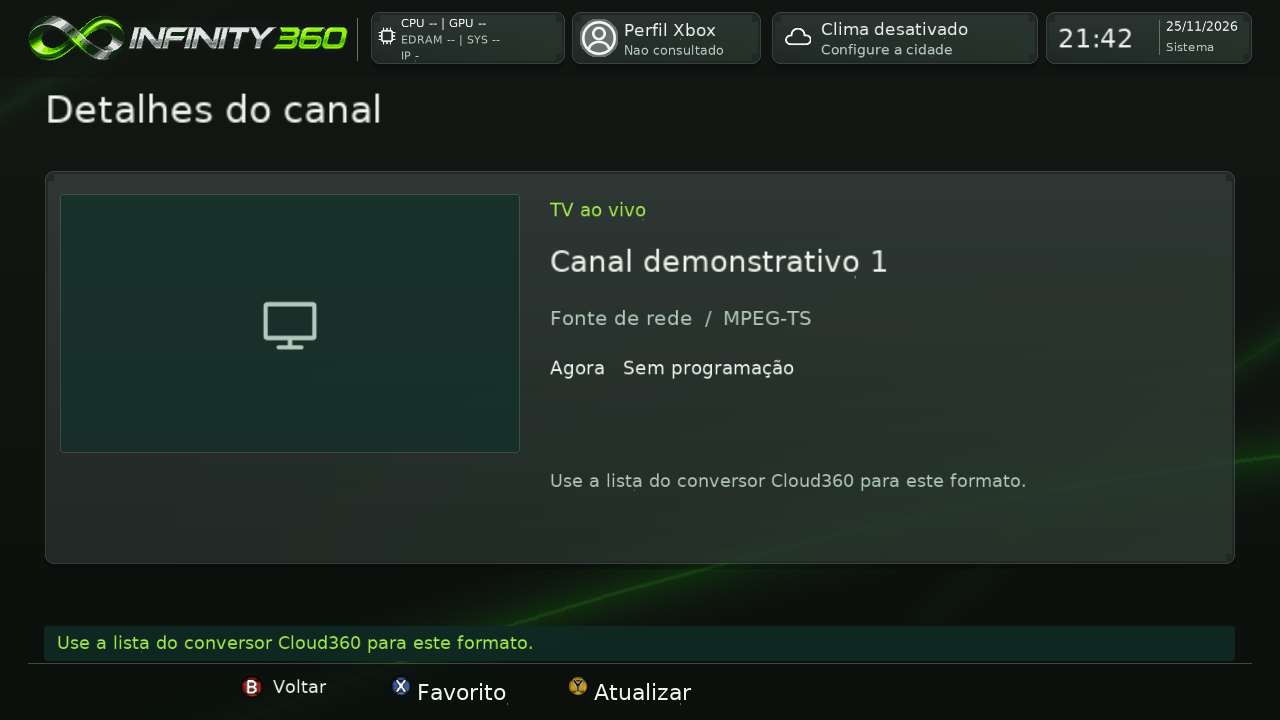 INFINITY 360
CPU -- | GPU --
EDRAM -- | SYS --
IP -
Perfil Xbox
Nao consultado
Clima desativado
Configure a cidade
21:42
25/11/2026
Sistema
Detalhes do canal
TV ao vivo
Canal demonstrativo 1
Fonte de rede / MPEG-TS
Agora Sem programação
Use a lista do conversor Cloud360 para este formato.
Use a lista do conversor Cloud360 para este formato.
B Voltar X Favorito Y Atualizar